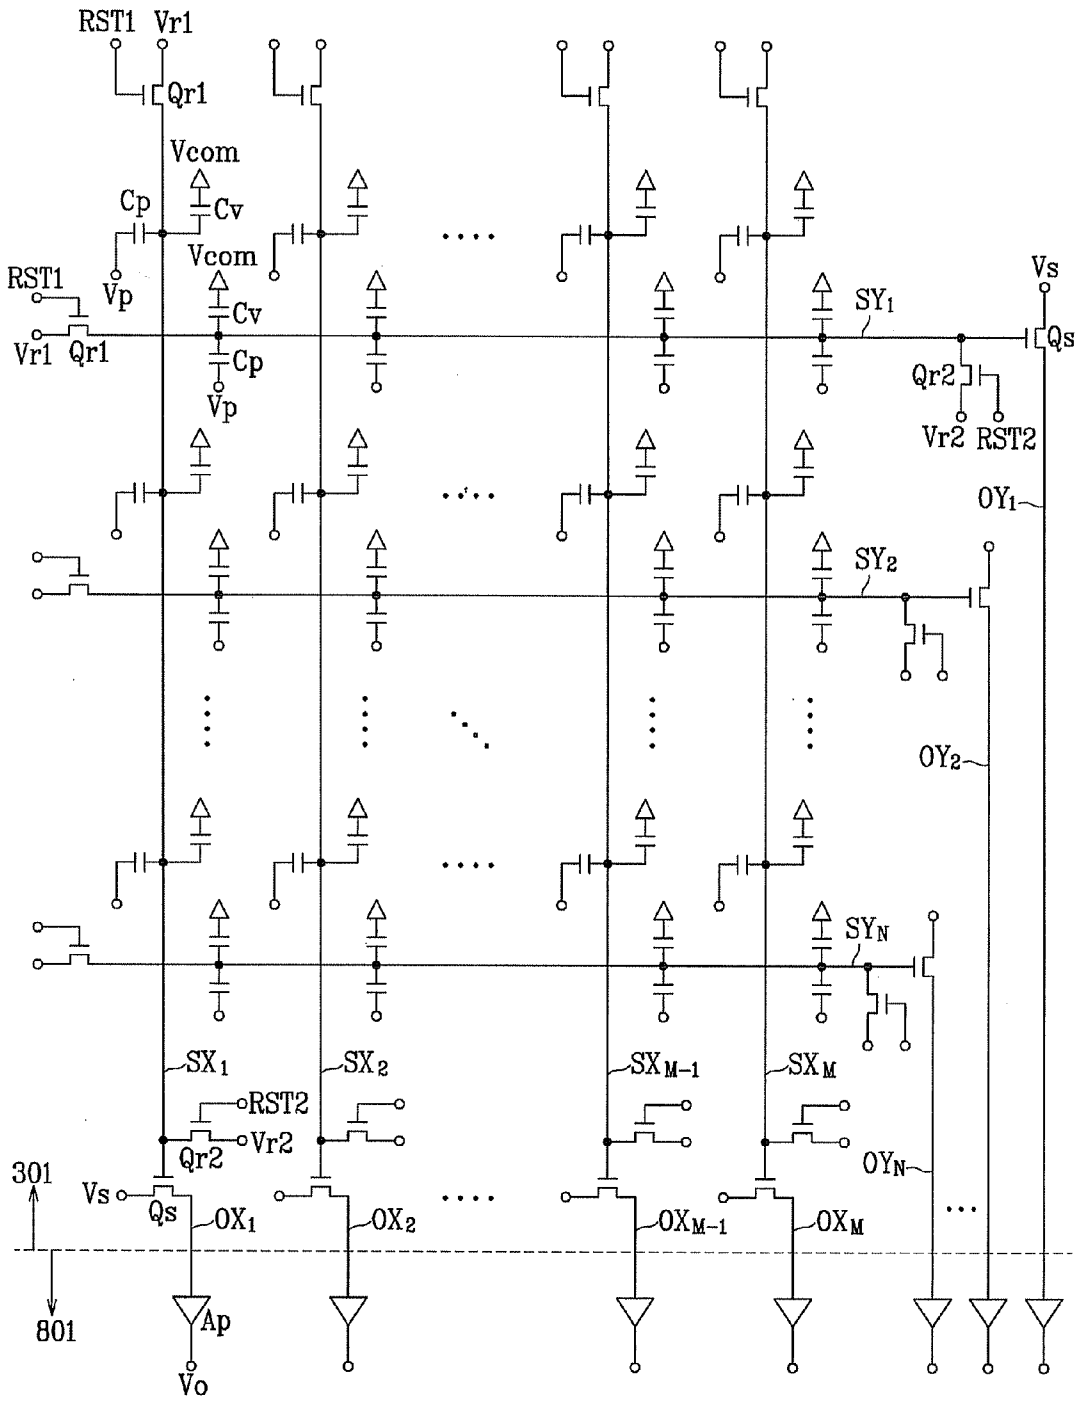 RST1 Vr1
Qr1
Vcom
Cp Cv
Vp
Vcom
RST1
Cv
Vr1 Qr1
Cp
Vp
SY1
Vs
Qs
Qr2
Vr2 RST2
OY1
SY2
OY2
SYN
SX1 SX2 SXM-1 SXM
RST2
Vr2
Qr2
OYN
301
Vs
Qs
OX1 OX2 OXM-1 OXM
801
Ap
Vo